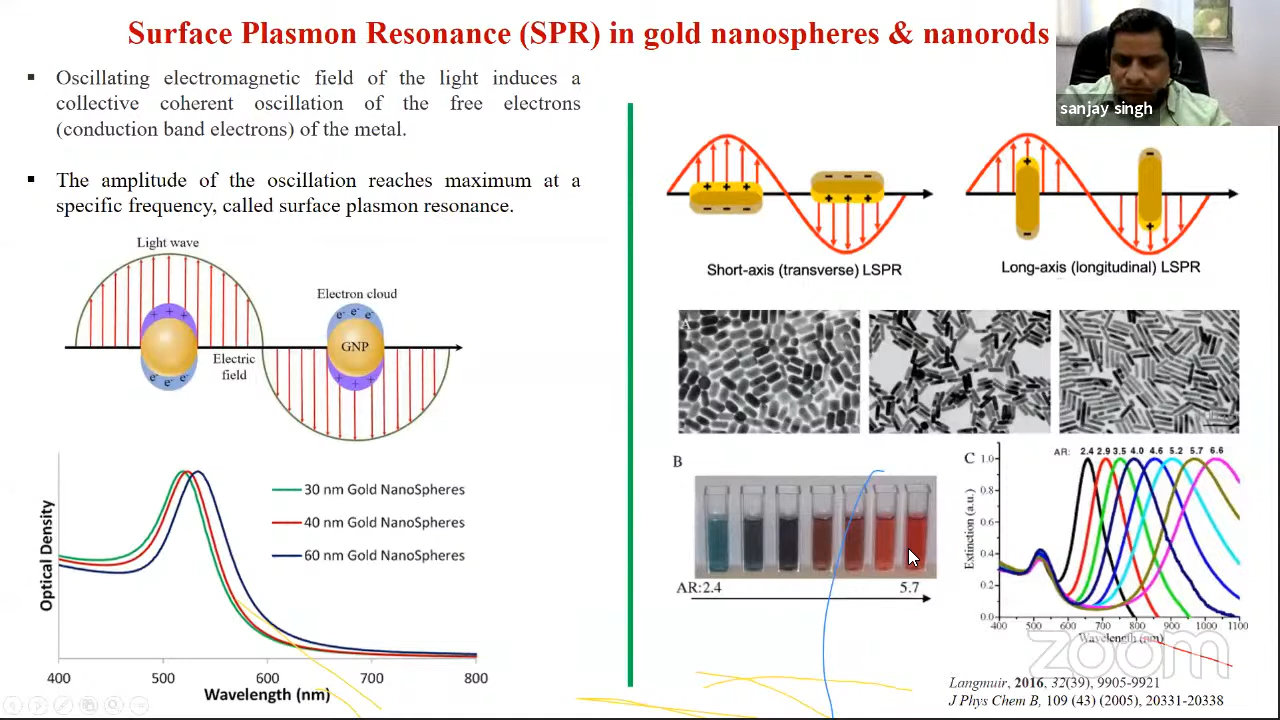 Surface Plasmon Resonance (SPR) in gold nanospheres & nanorods
sanjay singh
▪ Oscillating electromagnetic field of the light induces a
collective coherent oscillation of the free electrons
(conduction band electrons) of the metal.
▪ The amplitude of the oscillation reaches maximum at a
specific frequency, called surface plasmon resonance.
Light wave
Electron cloud
+ + +
e- e- e-
GNP
Electric
field
e- e- e-
+ + +
Optical Density
30 nm Gold NanoSpheres
40 nm Gold NanoSpheres
60 nm Gold NanoSpheres
400 500 600 700 800
Wavelength (nm)
+ + +
- - -
- - -
+ + +
+
-
-
+
Short-axis (transverse) LSPR
Long-axis (longitudinal) LSPR
A
B
AR:2.4 5.7
C
AR: 2.4 2.9 3.5 4.0 4.6 5.2 5.7 6.6
Extinction (a.u.)
1.0
0.8
0.6
0.4
0.2
0.0
400 500 600 700 800 900 1000 1100
Wavelength (nm)
zoom
Langmuir, 2016, 32(39), 9905-9921
J Phys Chem B, 109 (43) (2005), 20331-20338